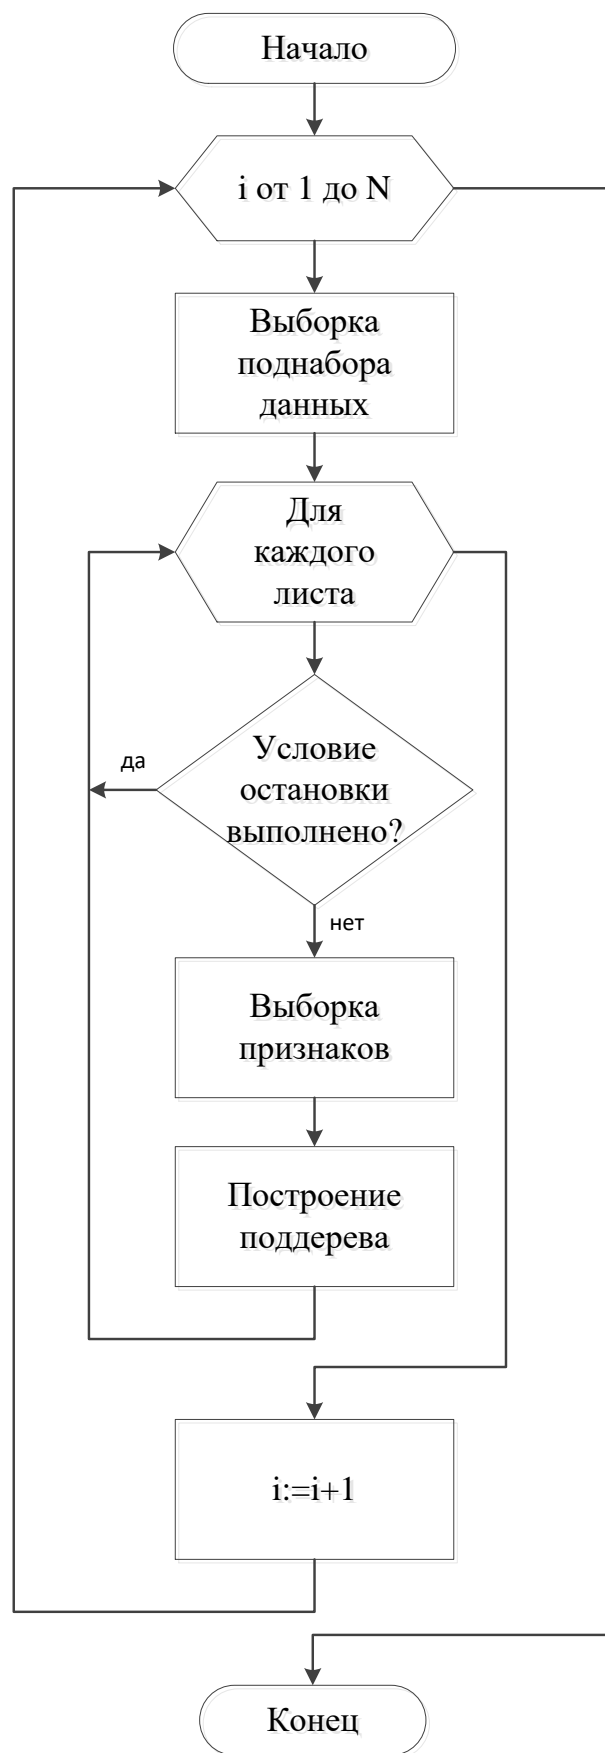 Начало
i от 1 до N
Выборка
поднабора
данных
Для
каждого
листа
Условие
остановки
выполнено?
да
нет
Выборка
признаков
Построение
поддерева
i:=i+1
Конец